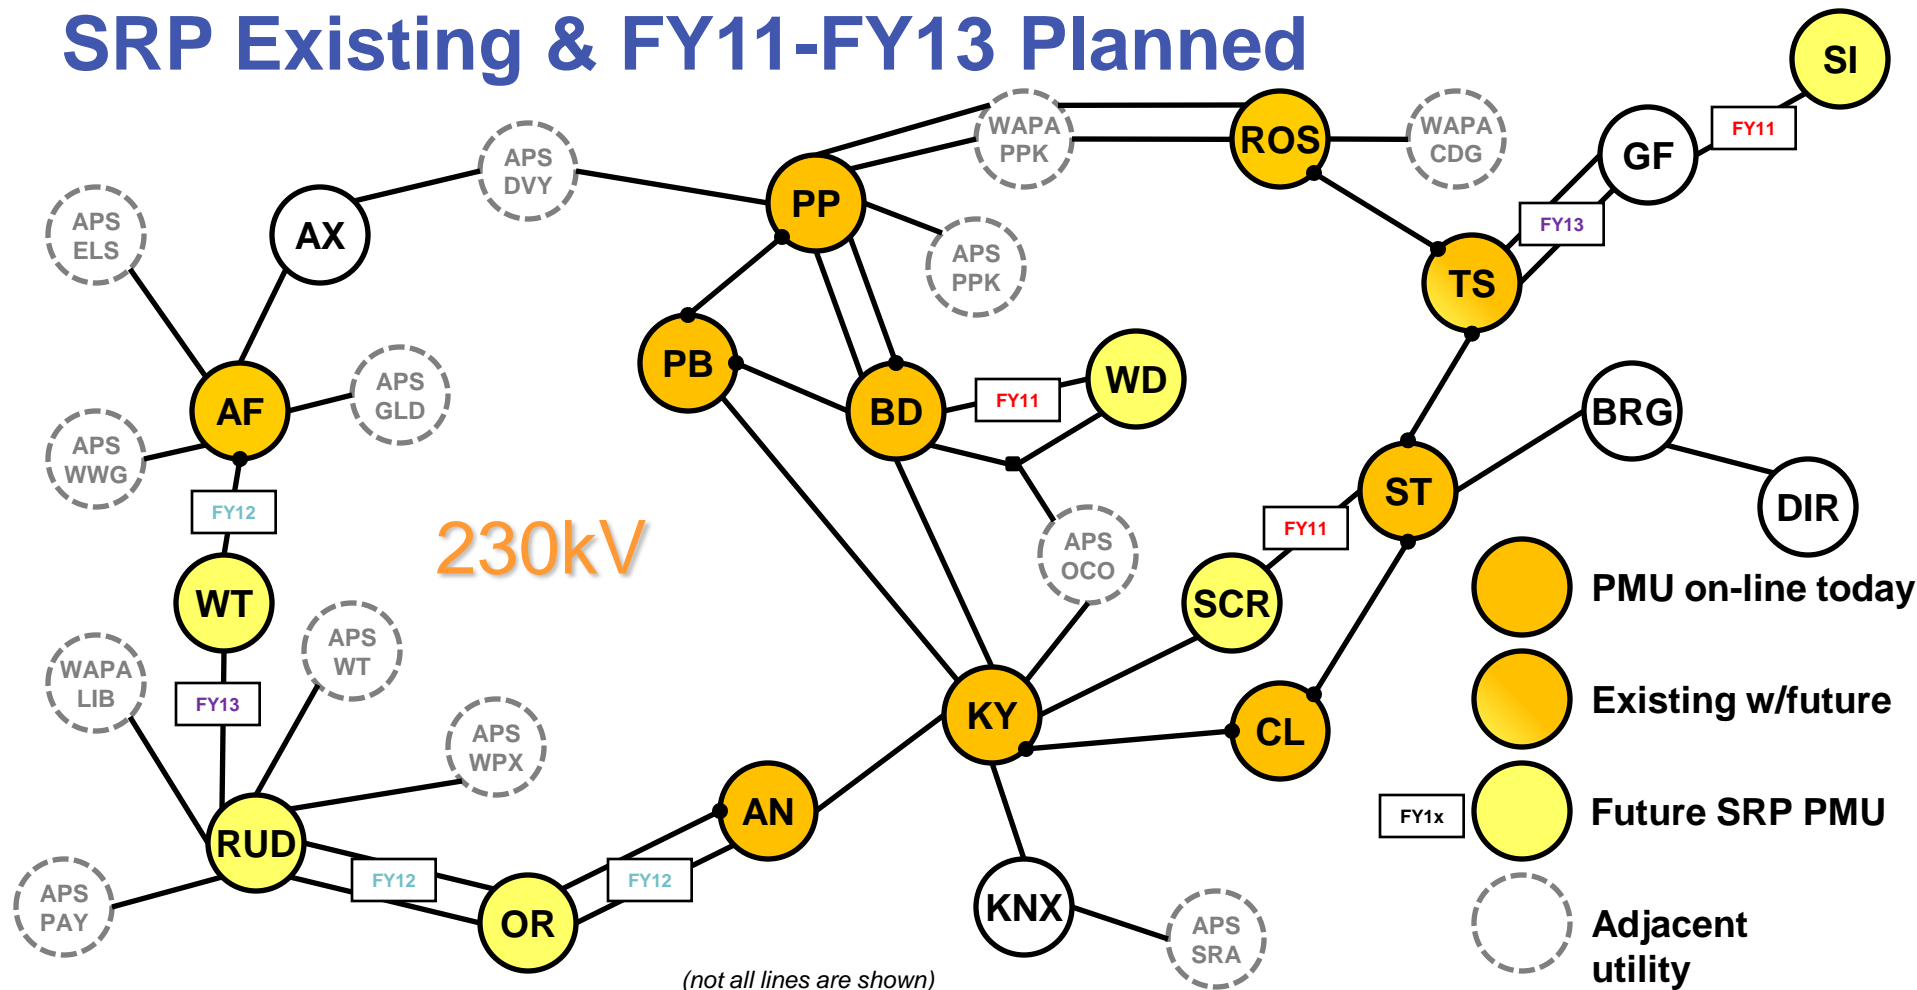 SRP Existing & FY11-FY13 Planned
SI
WAPA
PPK
ROS
WAPA
CDG
FY11
GF
APS
DVY
PP
APS
ELS
AX
FY13
APS
PPK
TS
PB
WD
APS
GLD
FY11
AF
BD
BRG
APS
WWG
ST
DIR
FY12
230kV
FY11
APS
OCO
WT
SCR
PMU on-line today
APS
WT
WAPA
LIB
FY13
KY
CL
Existing w/future
APS
WPX
AN
FY1x
Future SRP PMU
RUD
FY12
FY12
APS
PAY
OR
KNX
APS
SRA
Adjacent
utility
(not all lines are shown)